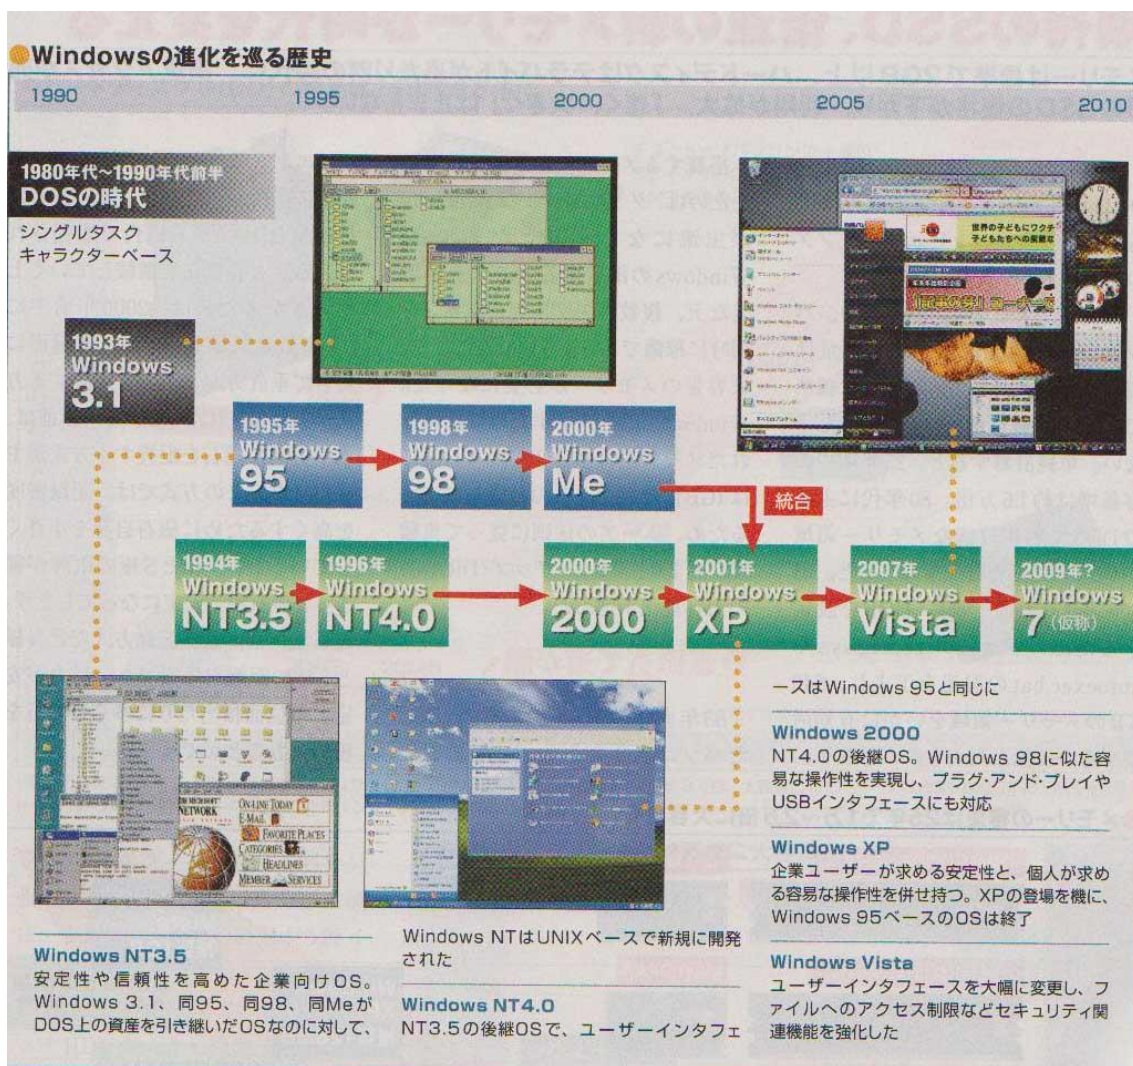 Windowsの進化を巡る歴史
1990
1995
2000
2005
2010
1980年代~1990年代前半
DOSの時代
シングルタスク
キャラクターベース
1993年
Windows
3.1
1995年
Windows
95
1998年
Windows
98
2000年
Windows
Me
統合
1994年
Windows
NT3.5
1996年
Windows
NT4.0
2000年
Windows
2000
2001年
Windows
XP
2007年
Windows
Vista
2009年?
Windows
7(仮称)
世界の子どもにワクチ
ON-LINE TODAY
E-MAIL
FAVORITE PLACES
CATEGORIES
HEADLINES
MEMBER SERVICES
Windows NT3.5
安定性や信頼性を高めた企業向けOS。
Windows 3.1、同95、同98、同Meが
DOS上の資産を引き継いだOSなのに対して、
Windows NTはUNIXベースで新規に開発
された
Windows NT4.0
NT3.5の後継OSで、ユーザーインタフェ
ースはWindows 95と同じに
Windows 2000
NT4.0の後継OS。Windows 98に似た容
易な操作性を実現し、プラグ・アンド・プレイや
USBインタフェースにも対応
Windows XP
企業ユーザーが求める安定性と、個人が求め
る容易な操作性を併せ持つ。XPの登場を機に、
Windows 95ベースのOSは終了
Windows Vista
ユーザーインタフェースを大幅に変更し、フ
ァイルへのアクセス制限などセキュリティ関
連機能を強化した